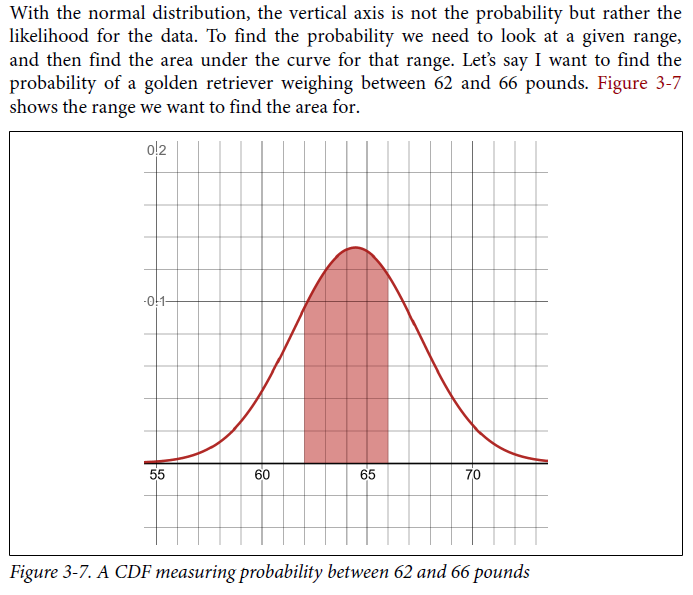 With the normal distribution, the vertical axis is not the probability but rather the
likelihood for the data. To find the probability we need to look at a given range,
and then find the area under the curve for that range. Let’s say I want to find the
probability of a golden retriever weighing between 62 and 66 pounds. Figure 3-7
shows the range we want to find the area for.
0.2
0.1
55 60 65 70
Figure 3-7. A CDF measuring probability between 62 and 66 pounds